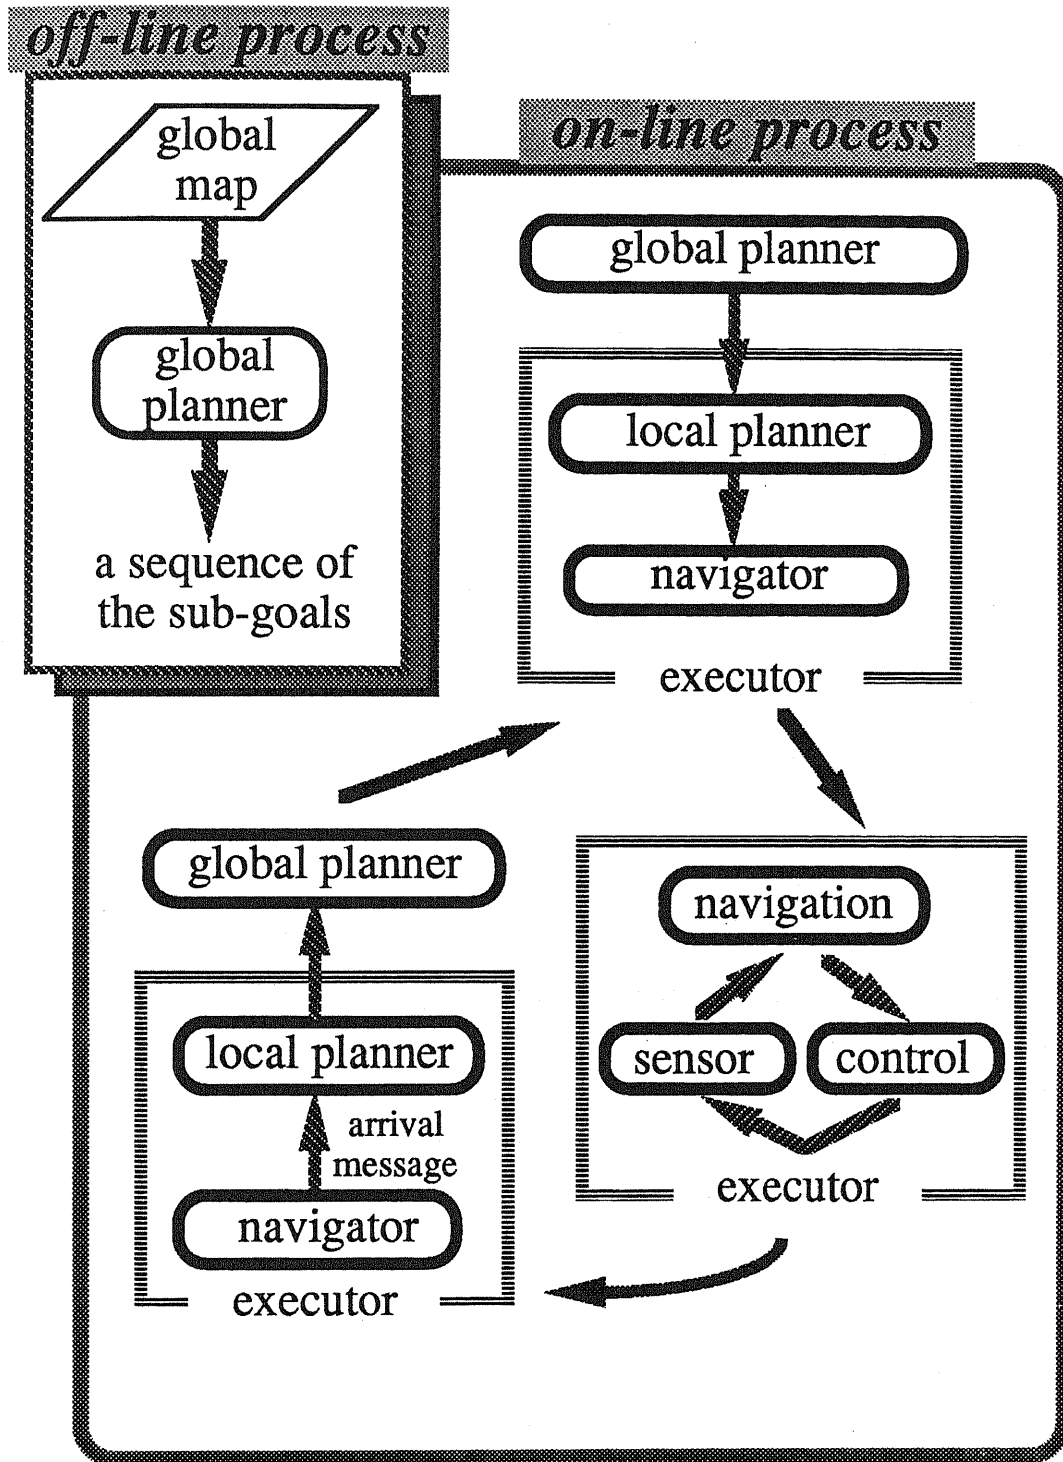 off-line process
global
map
global
planner
a sequence of
the sub-goals
on-line process
global planner
local planner
navigator
executor
navigation
sensor
control
executor
global planner
local planner
arrival
message
navigator
executor